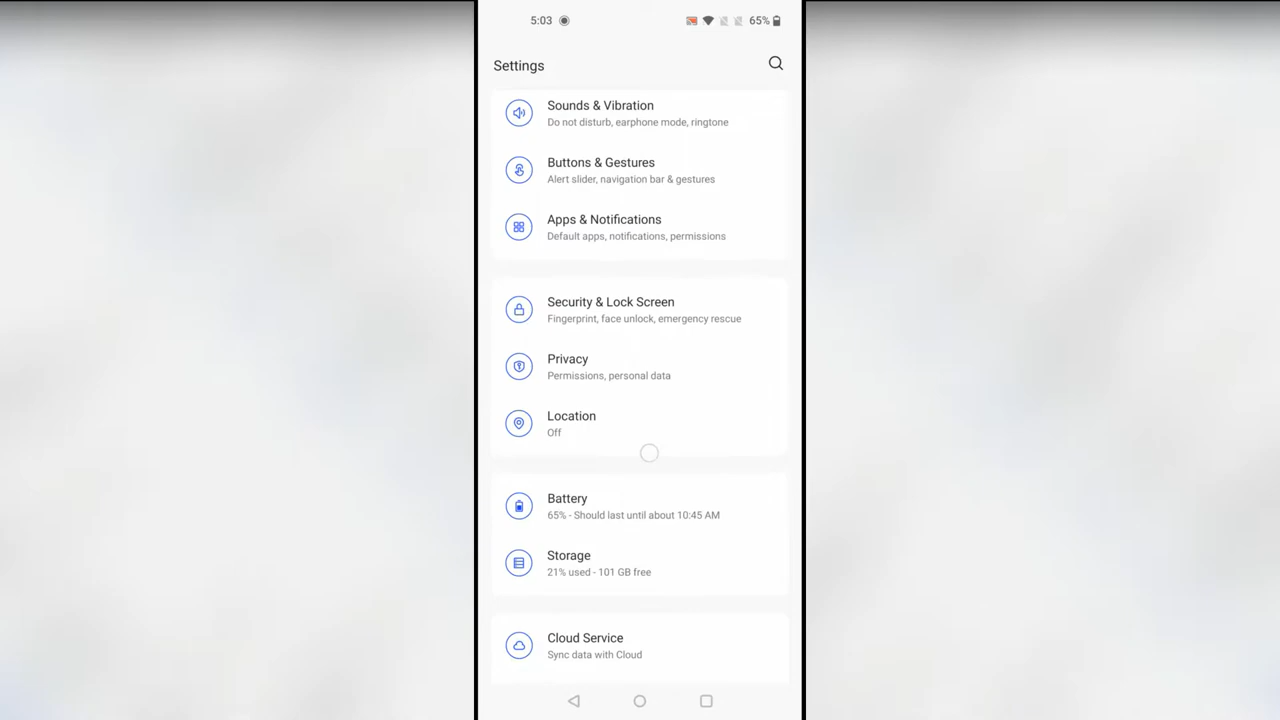 5:03
65%
Settings
Sounds & Vibration
Do not disturb, earphone mode, ringtone
Buttons & Gestures
Alert slider, navigation bar & gestures
Apps & Notifications
Default apps, notifications, permissions
Security & Lock Screen
Fingerprint, face unlock, emergency rescue
Privacy
Permissions, personal data
Location
Off
Battery
65% - Should last until about 10:45 AM
Storage
21% used - 101 GB free
Cloud Service
Sync data with Cloud